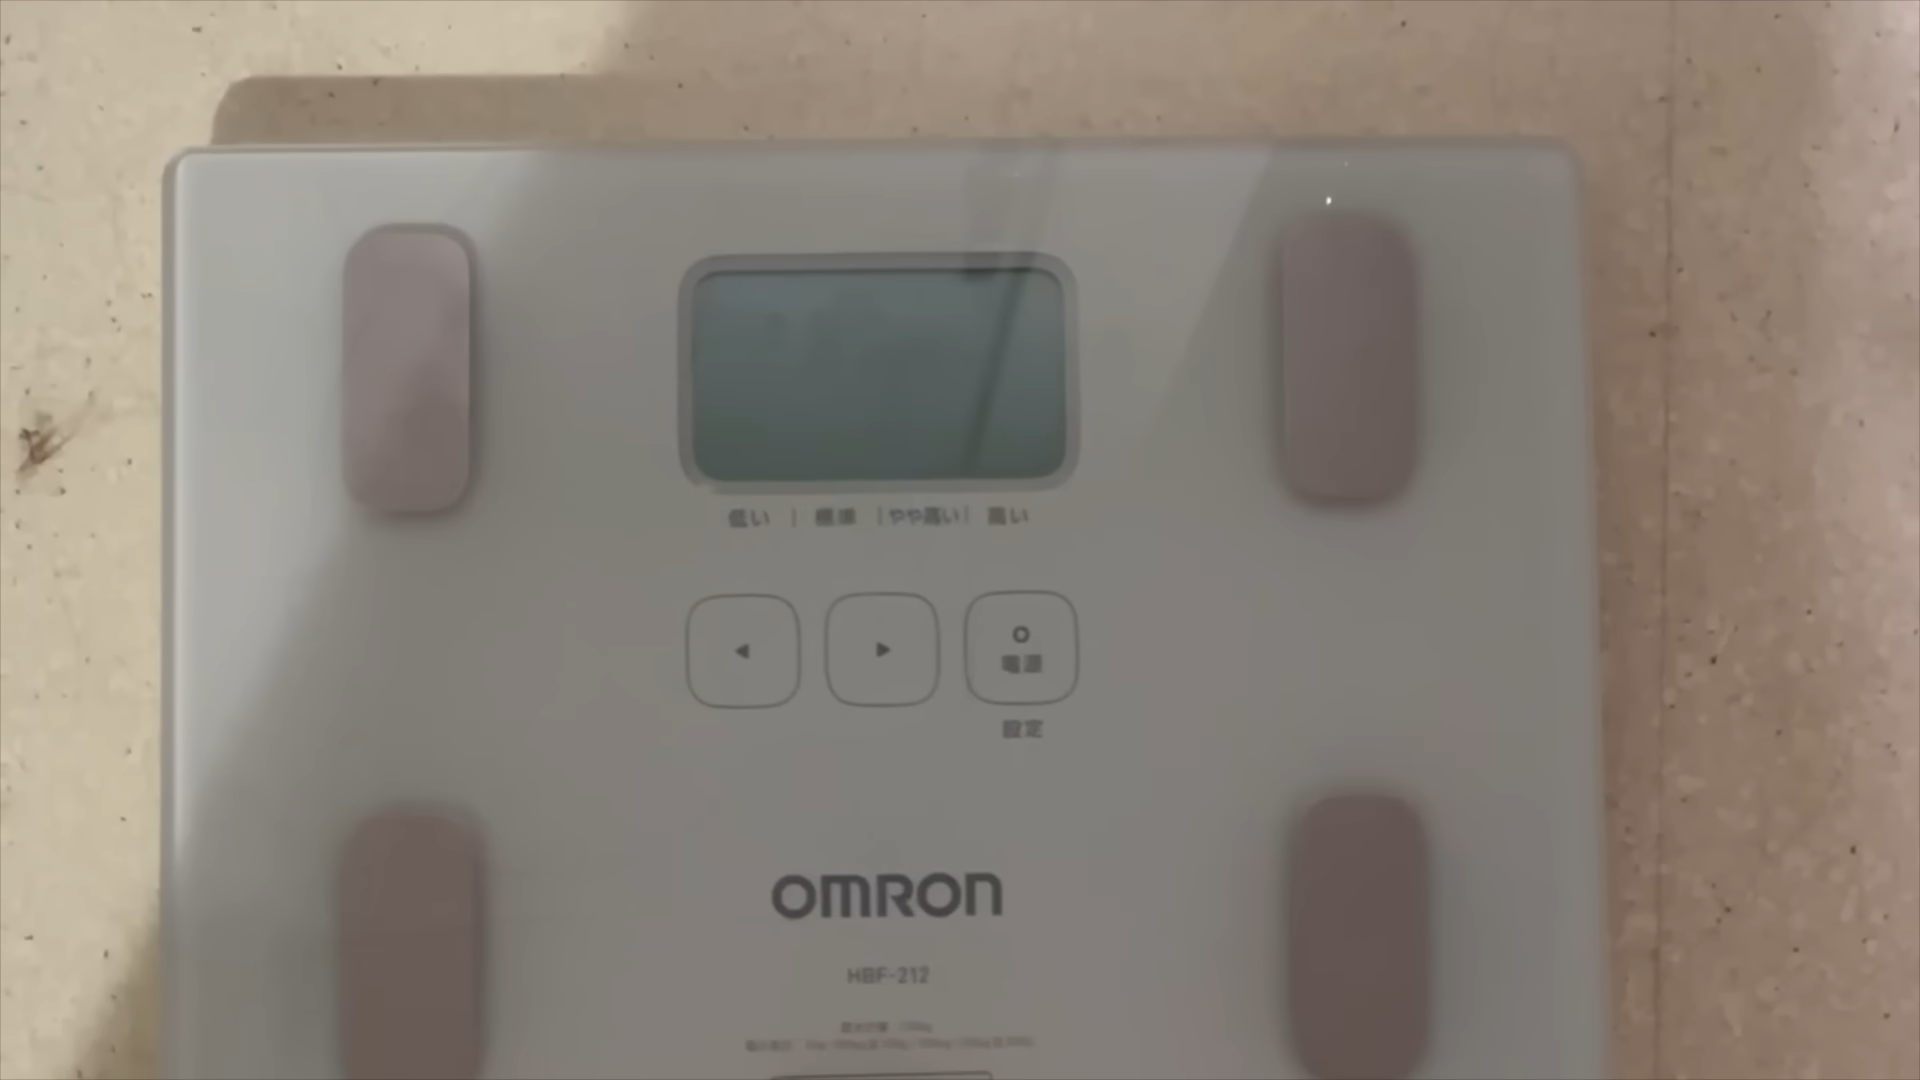 低い | 標準 | やや高い | 高い
◀ ▶ O
電源
設定
OMRON
HBF-212